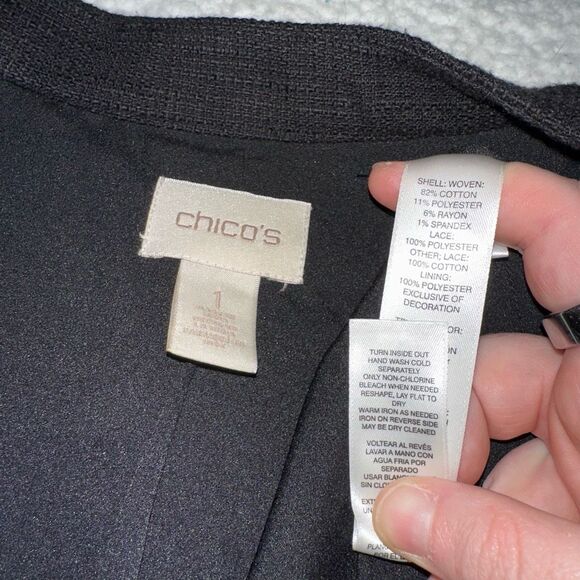 chico's
1
SHELL: WOVEN:
82% COTTON
11% POLYESTER
6% RAYON
1% SPANDEX
LACE:
100% POLYESTER
OTHER; LACE:
100% COTTON
LINING:
100% POLYESTER
EXCLUSIVE OF
DECORATION
TURN INSIDE OUT
HAND WASH COLD
SEPARATELY
ONLY NON-CHLORINE
BLEACH WHEN NEEDED
RESHAPE, LAY FLAT TO
DRY
WARM IRON AS NEEDED
IRON ON REVERSE SIDE
MAY BE DRY CLEANED
VOLTEAR AL REVÉS
LAVAR A MANO CON
AGUA FRIA POR
SEPARADO
SIN